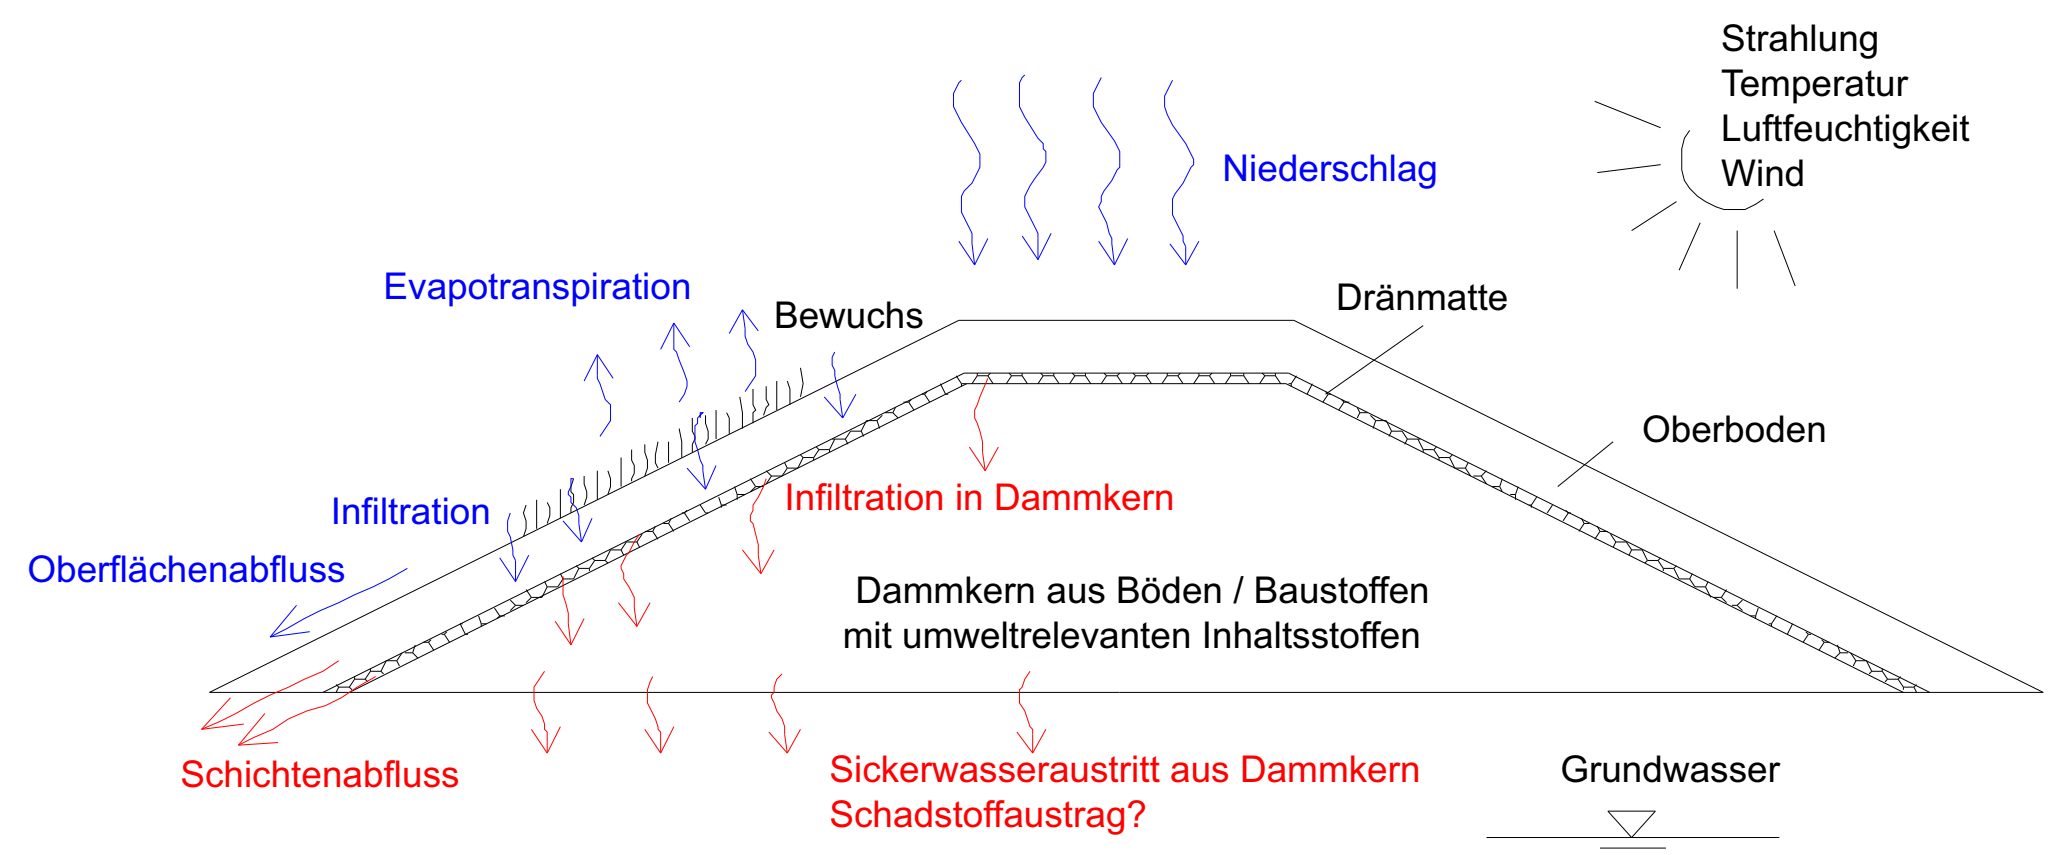 Strahlung
Temperatur
Luftfeuchtigkeit
Wind
Niederschlag
Evapotranspiration
Bewuchs
Dränmatte
Oberboden
Infiltration
Infiltration in Dammkern
Oberflächenabfluss
Dammkern aus Böden / Baustoffen
mit umweltrelevanten Inhaltsstoffen
Schichtenabfluss
Sickerwasseraustritt aus Dammkern
Schadstoffaustrag?
Grundwasser